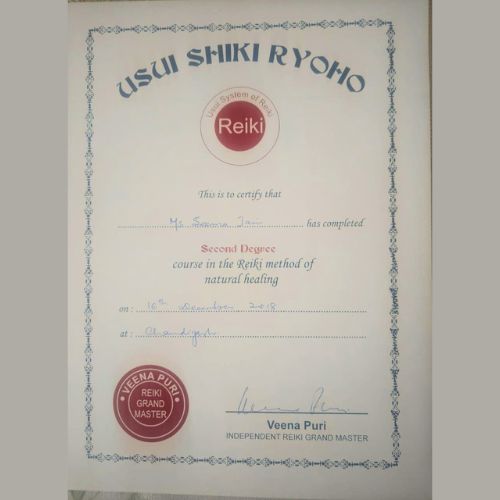 USUI SHIKI RYOHO
Usui System of Reiki
Reiki
This is to certify that
Ms has completed
Second Degree
course in the Reiki method of
natural healing
on : 16th December 2018
at : Chandigarh
• VEENA PURI •
REIKI
GRAND
MASTER
Veena Puri
INDEPENDENT REIKI GRAND MASTER